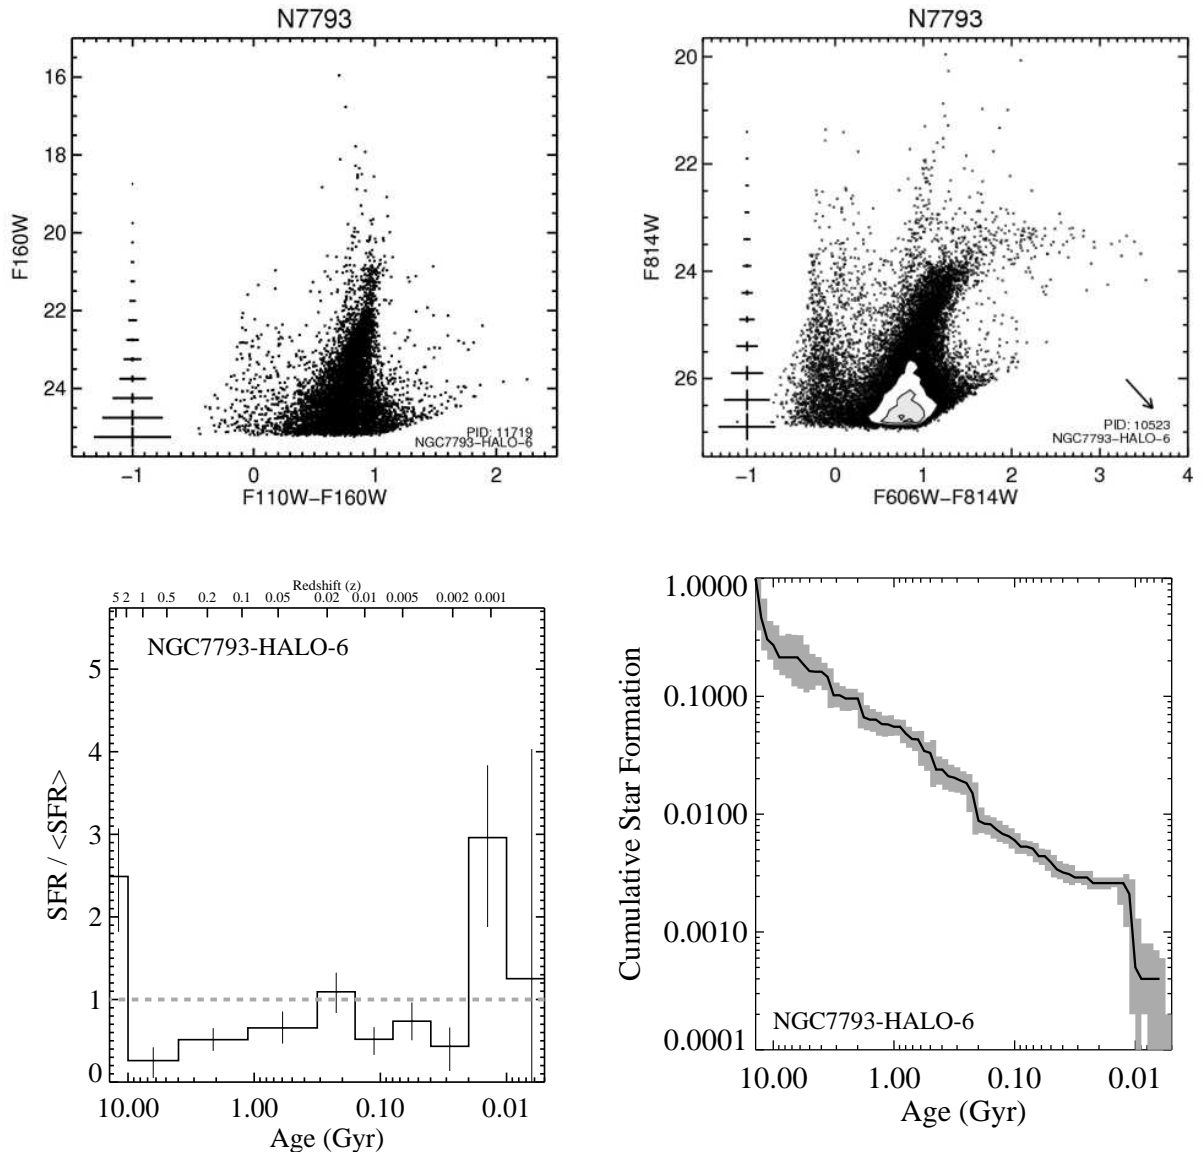 N7793
16
18
20
22
24
F160W
−1
0
1
2
F110W−F160W
PID: 11719
NGC7793−HALO−6
N7793
20
22
24
26
F814W
−1
0
1
2
3
4
F606W−F814W
PID: 10523
NGC7793−HALO−6
Redshift (z)
5 2 1 0.5 0.2 0.1 0.05 0.02 0.01 0.005 0.002 0.001
NGC7793-HALO-6
5
4
3
2
1
0
SFR / <SFR>
10.00 1.00 0.10 0.01
Age (Gyr)
1.0000
0.1000
0.0100
0.0010
0.0001
Cumulative Star Formation
NGC7793-HALO-6
10.00 1.00 0.10 0.01
Age (Gyr)